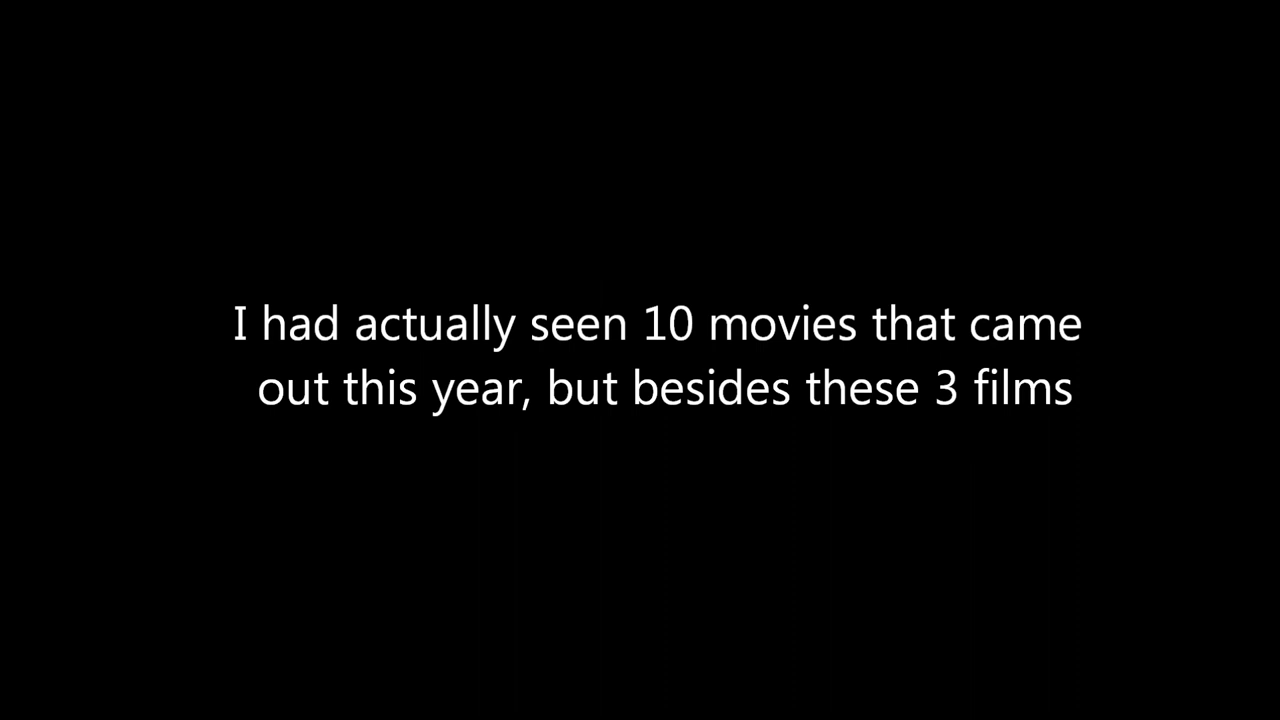 I had actually seen 10 movies that came
out this year, but besides these 3 films